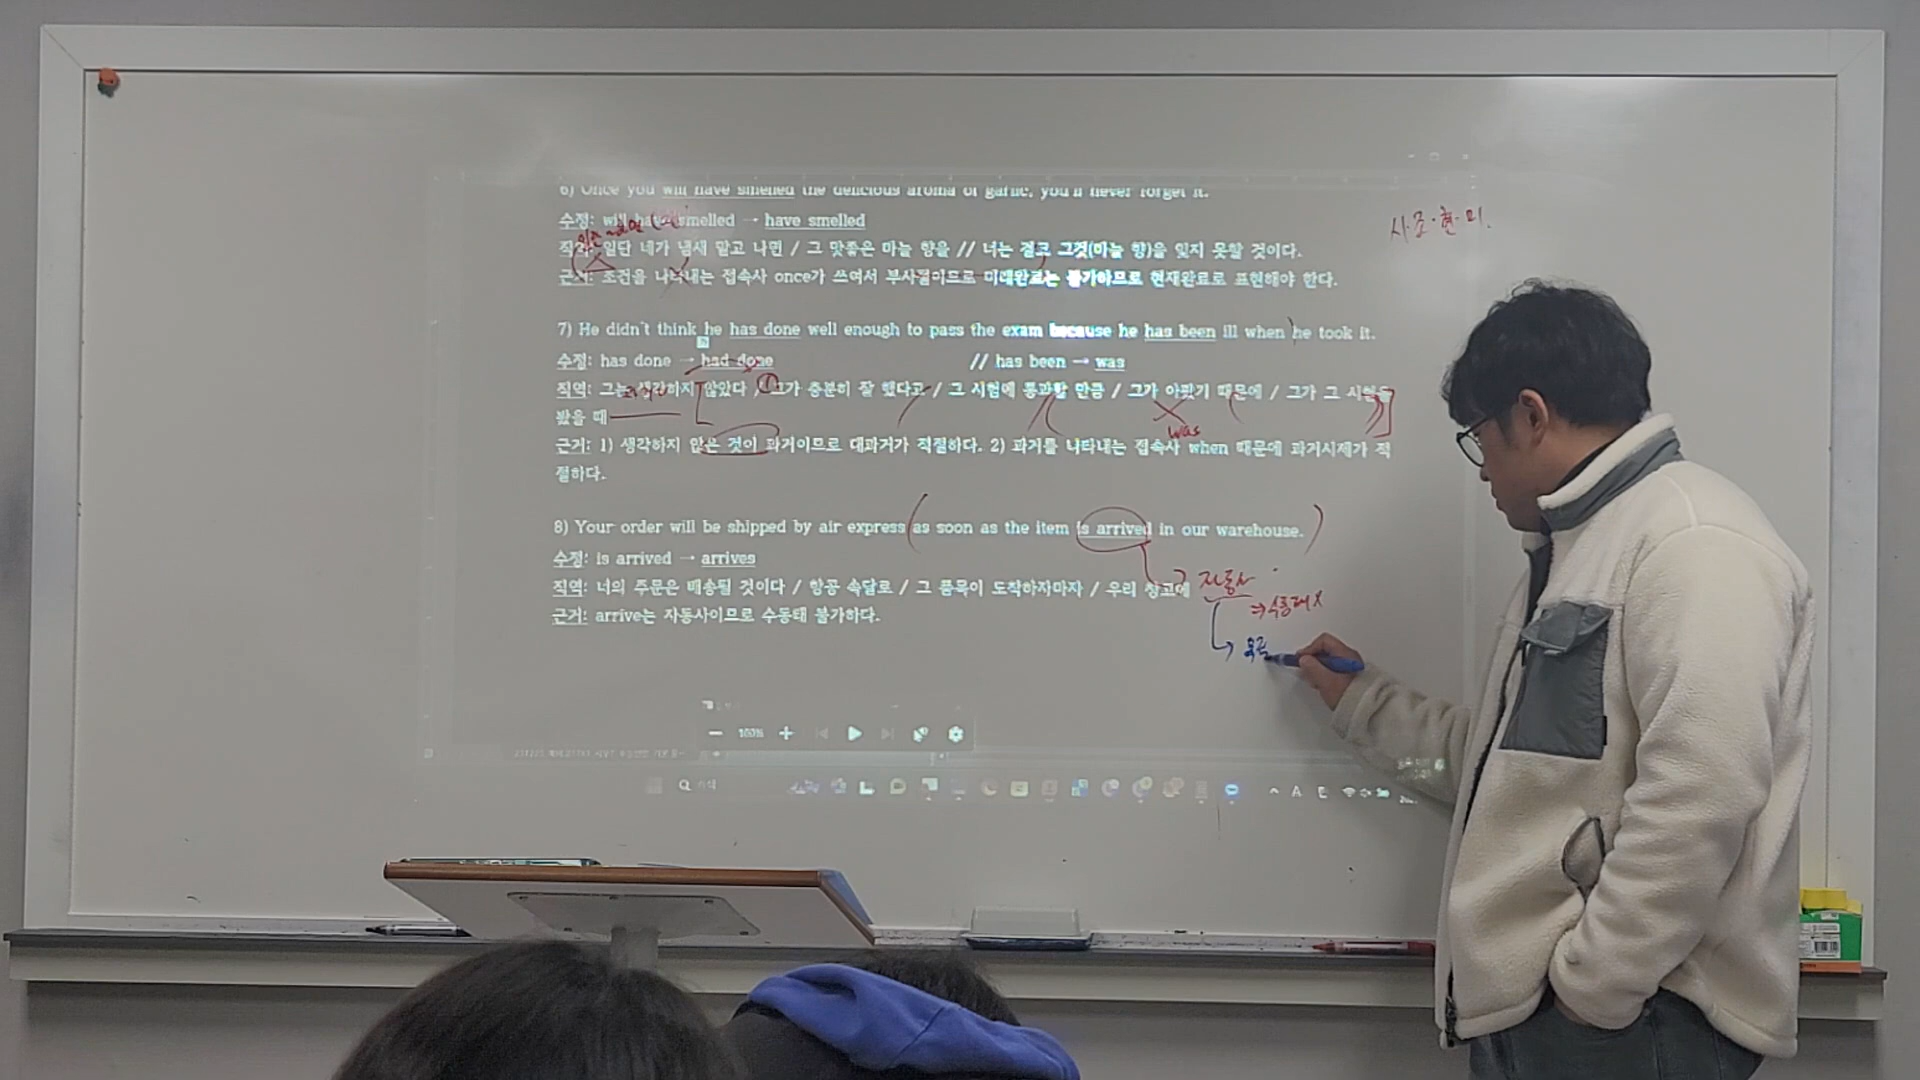 6) Once you will have smelled the delicious aroma of garlic, you'll never forget it.
수정: will have smelled → have smelled
사·조·현·미.
직역: 일단 네가 냄새 맡고 나면 / 그 맛좋은 마늘 향을 // 너는 결코 그것(마늘 향)을 잊지 못할 것이다.
근거: 조건을 나타내는 접속사 once가 쓰여서 부사절이므로 미래완료는 불가하므로 현재완료로 표현해야 한다.
7) He didn't think he has done well enough to pass the exam because he has been ill when he took it.
수정: has done → had done // has been → was
직역: 그는 생각하지 않았다 / 그가 충분히 잘 했다고 / 그 시험에 통과할 만큼 / 그가 아팠기 때문에 / 그가 그 시험을
봤을 때
was
근거: 1) 생각하지 않은 것이 과거이므로 대과거가 적절하다. 2) 과거를 나타내는 접속사 when 때문에 과거시제가 적
절하다.
8) Your order will be shipped by air express as soon as the item is arrived in our warehouse.
수정: is arrived → arrives
직역: 너의 주문은 배송될 것이다 / 항공 속달로 / 그 품목이 도착하자마자 / 우리 창고에
자동사
⇒수동태 X
근거: arrive는 자동사이므로 수동태 불가하다.
100%